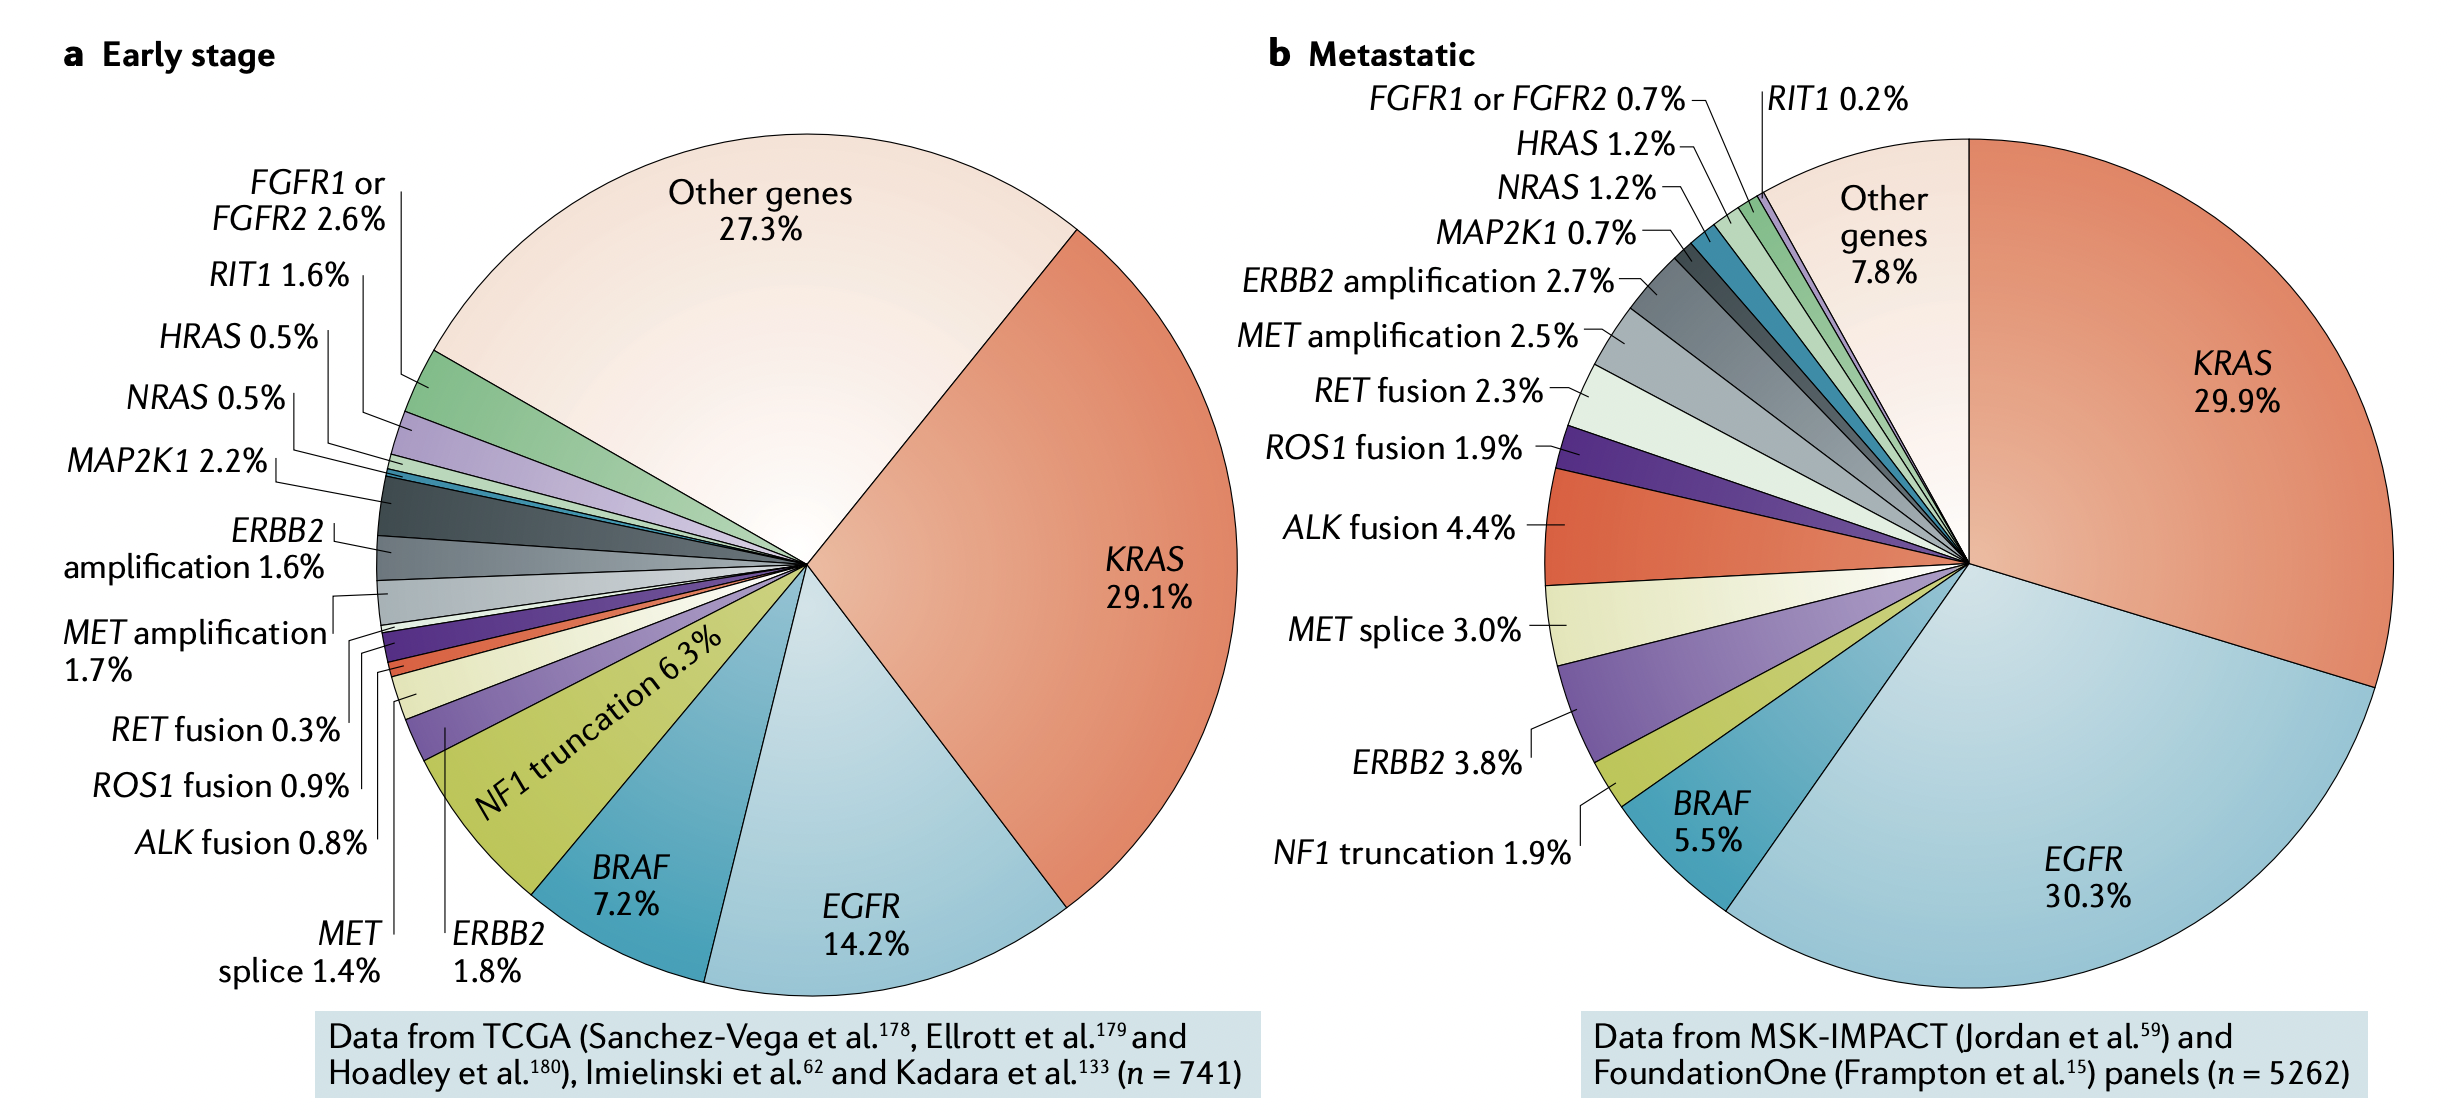 a Early stage
FGFR1 or
FGFR2 2.6%
RIT1 1.6%
HRAS 0.5%
NRAS 0.5%
MAP2K1 2.2%
ERBB2
amplification 1.6%
MET amplification
1.7%
RET fusion 0.3%
ROS1 fusion 0.9%
ALK fusion 0.8%
MET
splice 1.4%
ERBB2
1.8%
NF1 truncation 6.3%
BRAF
7.2%
EGFR
14.2%
KRAS
29.1%
Other genes
27.3%
Data from TCGA (Sanchez-Vega et al.178, Ellrott et al.179 and
Hoadley et al.180), Imielinski et al.62 and Kadara et al.133 (n = 741)
b Metastatic
FGFR1 or FGFR2 0.7%
RIT1 0.2%
HRAS 1.2%
NRAS 1.2%
MAP2K1 0.7%
ERBB2 amplification 2.7%
MET amplification 2.5%
RET fusion 2.3%
ROS1 fusion 1.9%
ALK fusion 4.4%
MET splice 3.0%
ERBB2 3.8%
NF1 truncation 1.9%
BRAF
5.5%
EGFR
30.3%
KRAS
29.9%
Other
genes
7.8%
Data from MSK-IMPACT (Jordan et al.59) and
FoundationOne (Frampton et al.15) panels (n = 5262)